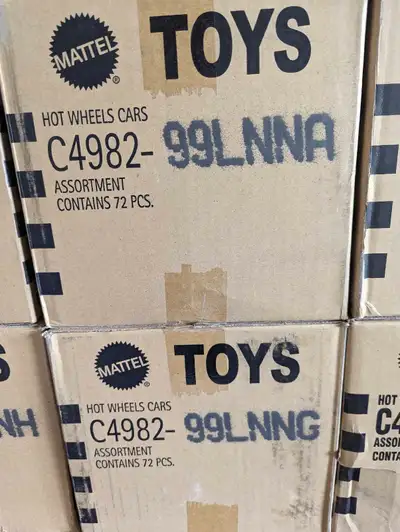 MATTEL® TOYS
HOT WHEELS CARS
C4982- 99LNNA
ASSORTMENT
CONTAINS 72 PCS.
S
NH
MATTEL® TOYS
HOT WHEELS CARS
C4982- 99LNNG
ASSORTMENT
CONTAINS 72 PCS.
HOT W
C4
ASSO
CONTA